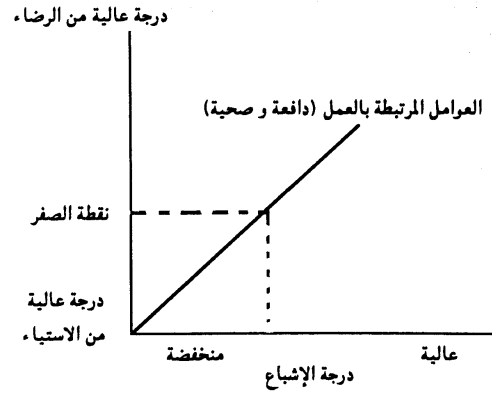 درجة عالية من الرضاء
العوامل المرتبطة بالعمل (دافعة و صحية)
نقطة الصفر
درجة عالية
من الاستياء
منخفضة
عالية
درجة الإشباع